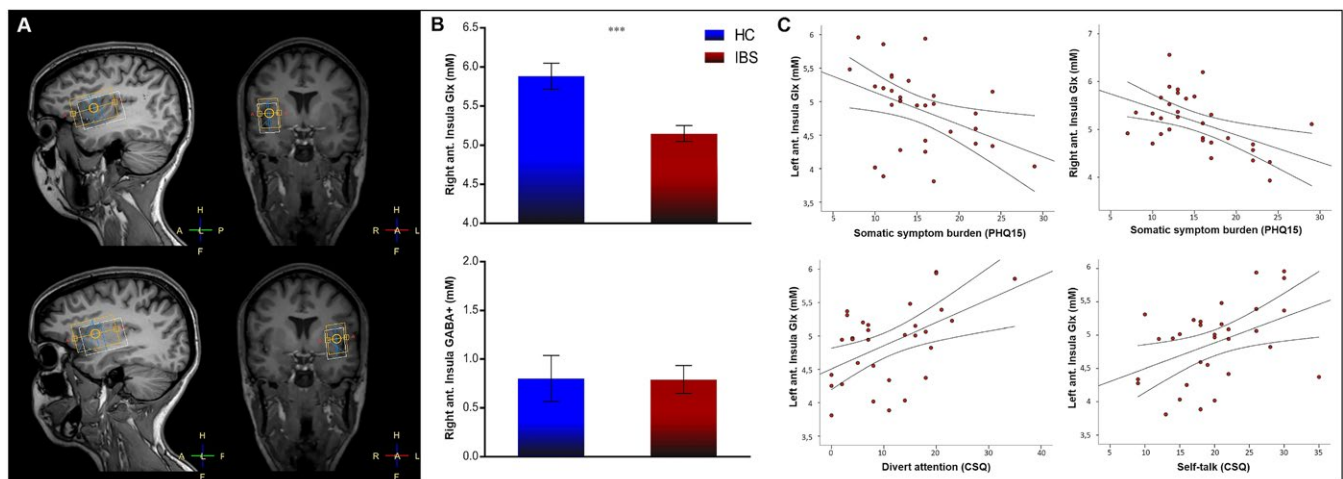 A
H
A L P
F
H
R A L
F
H
A L F
F
H
R A L
F
B
***
HC
IBS
Right ant. Insula Glx (mM)
6.5
6.0
5.5
5.0
4.5
4.0
Right ant. Insula GABA+ (mM)
2.0
1.5
1.0
0.5
0.0
C
Left ant. Insula Glx (mM)
6
5,5
5
4,5
4
3,5
5 10 15 20 25 30
Somatic symptom burden (PHQ15)
Right ant. Insula Glx (mM)
7
6
5
4
5 10 15 20 25 30
Somatic symptom burden (PHQ15)
Left ant. Insula Glx (mM)
6
5,5
5
4,5
4
3,5
0 10 20 30 40
Divert attention (CSQ)
Left ant. Insula Glx (mM)
6
5,5
5
4,5
4
3,5
5 10 15 20 25 30 35
Self-talk (CSQ)